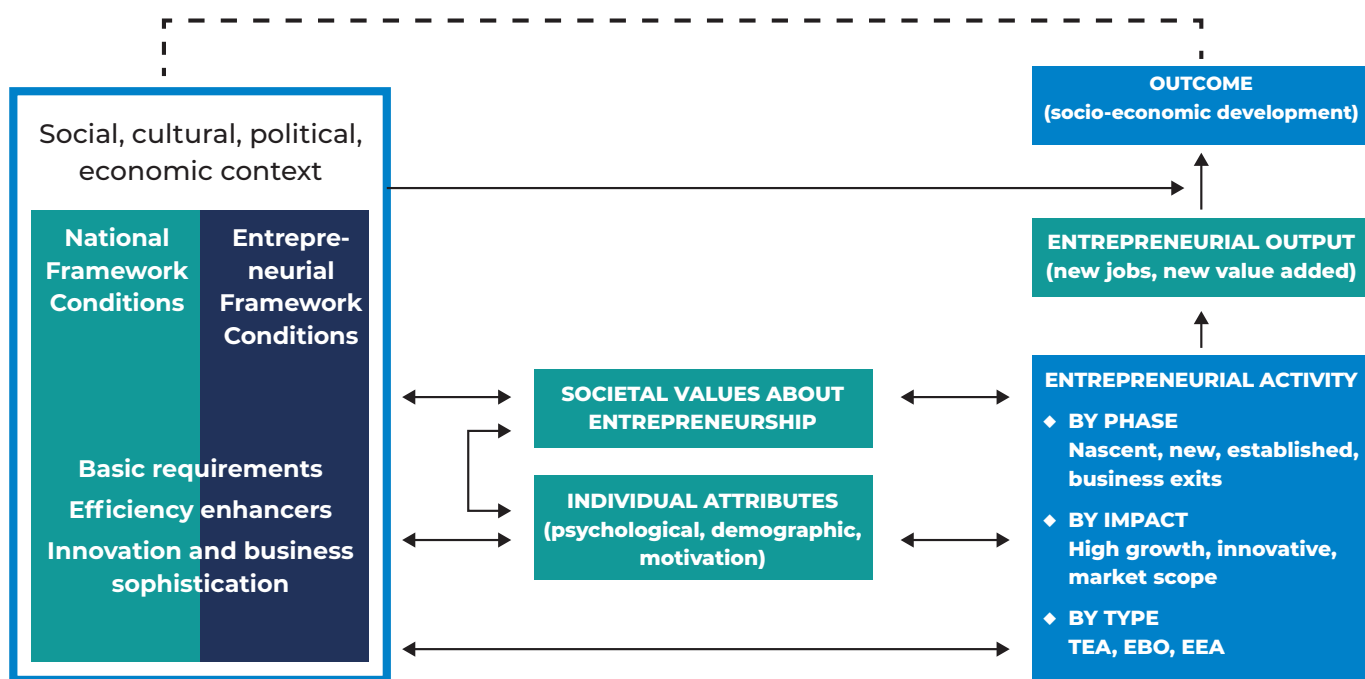 Social, cultural, political,
economic context
National
Framework
Conditions
Entrepre-
neurial
Framework
Conditions
Basic requirements
Efficiency enhancers
Innovation and business
sophistication
SOCIETAL VALUES ABOUT
ENTREPRENEURSHIP
INDIVIDUAL ATTRIBUTES
(psychological, demographic,
motivation)
OUTCOME
(socio-economic development)
ENTREPRENEURIAL OUTPUT
(new jobs, new value added)
ENTREPRENEURIAL ACTIVITY
◆ BY PHASE
Nascent, new, established,
business exits
◆ BY IMPACT
High growth, innovative,
market scope
◆ BY TYPE
TEA, EBO, EEA